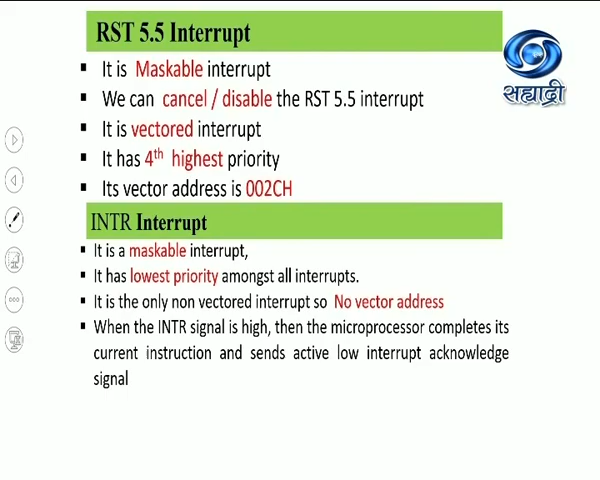 RST 5.5 Interrupt
▪ It is Maskable interrupt
▪ We can cancel / disable the RST 5.5 interrupt
▪ It is vectored interrupt
▪ It has 4th highest priority
▪ Its vector address is 002CH
INTR Interrupt
▪ It is a maskable interrupt,
▪ It has lowest priority amongst all interrupts.
▪ It is the only non vectored interrupt so No vector address
▪ When the INTR signal is high, then the microprocessor completes its
current instruction and sends active low interrupt acknowledge
signal
सह्याद्री